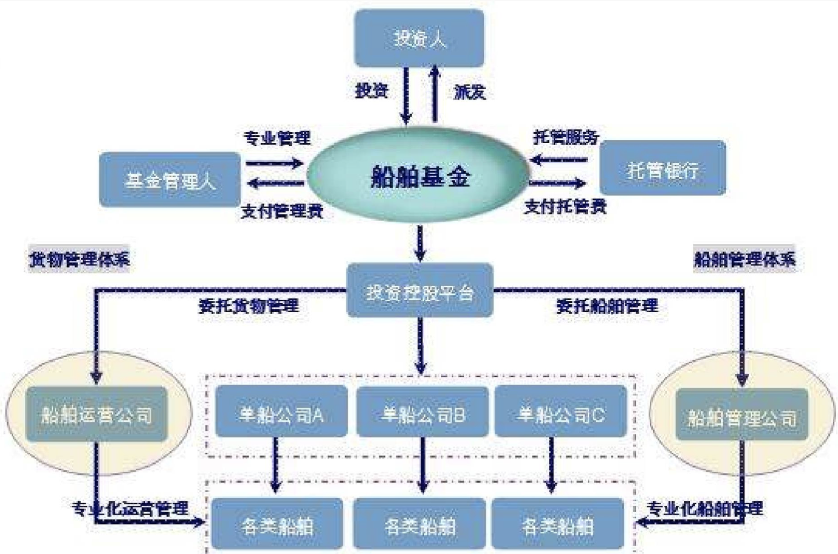 投资人
投资
派发
专业管理
托管服务
基金管理人
船舶基金
托管银行
支付管理费
支付托管费
货物管理体系
船舶管理体系
投资控股平台
委托货物管理
委托船舶管理
船舶运营公司
单船公司A
单船公司B
单船公司C
船舶管理公司
专业化运营管理
专业化船舶管理
各类船舶
各类船舶
各类船舶